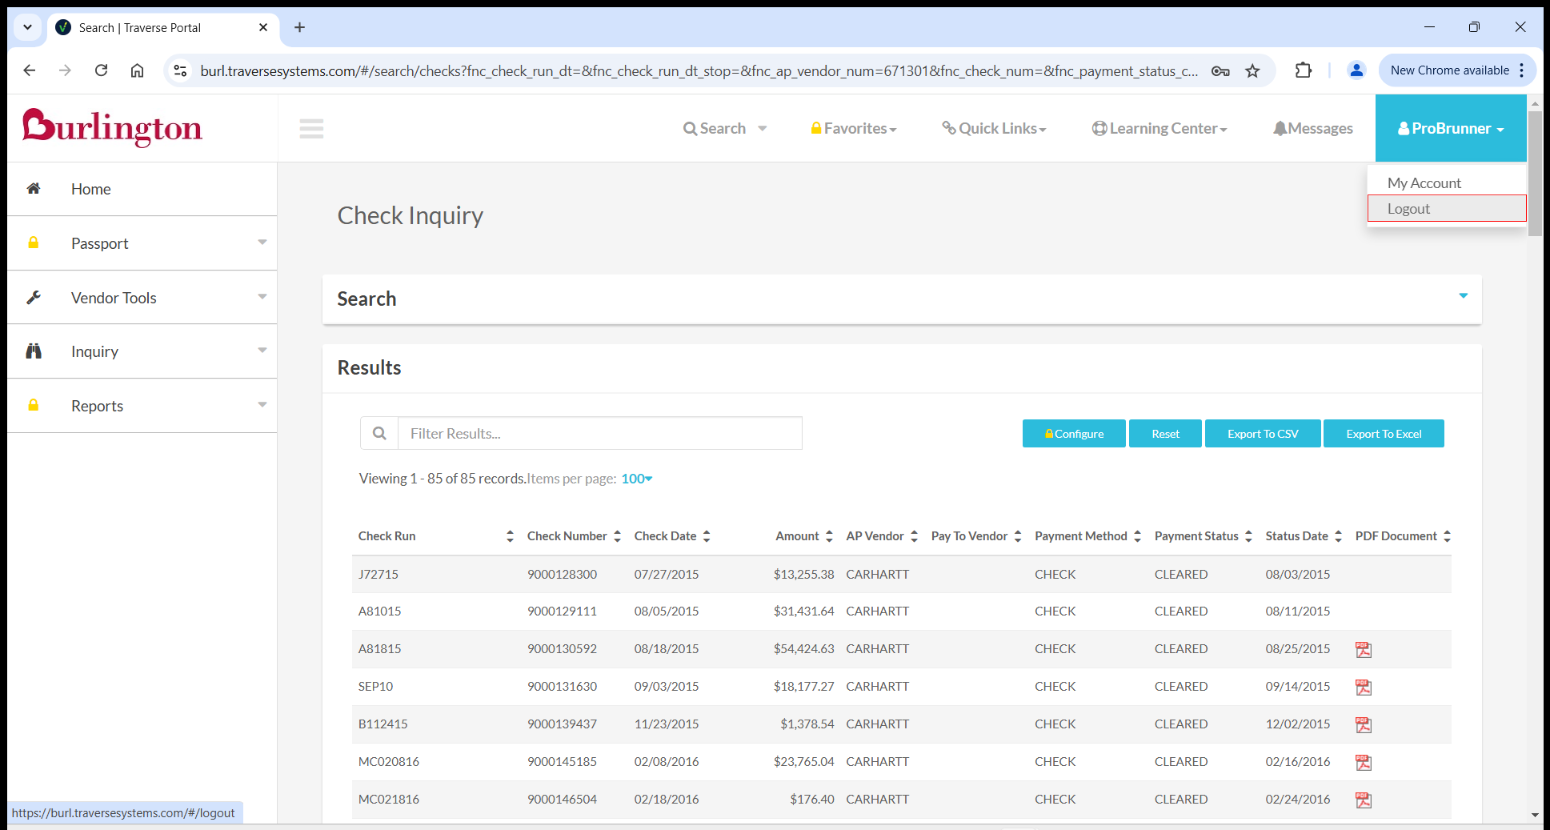 Search | Traverse Portal
burl.traversesystems.com/#/search/checks?fnc_check_run_dt=&fnc_check_run_dt_stop=&fnc_ap_vendor_num=671301&fnc_check_num=&fnc_payment_status_c...
New Chrome available
Burlington
Search
Favorites
Quick Links
Learning Center
Messages
ProBrunner
My Account
Logout
Home
Passport
Vendor Tools
Inquiry
Reports
Check Inquiry
Search
Results
Filter Results...
Configure
Reset
Export To CSV
Export To Excel
Viewing 1 - 85 of 85 records.Items per page: 100
Check Run Check Number Check Date Amount AP Vendor Pay To Vendor Payment Method Payment Status Status Date PDF Document
J72715 9000128300 07/27/2015 $13,255.38 CARHARTT CHECK CLEARED 08/03/2015
A81015 9000129111 08/05/2015 $31,431.64 CARHARTT CHECK CLEARED 08/11/2015
A81815 9000130592 08/18/2015 $54,424.63 CARHARTT CHECK CLEARED 08/25/2015
SEP10 9000131630 09/03/2015 $18,177.27 CARHARTT CHECK CLEARED 09/14/2015
B112415 9000139437 11/23/2015 $1,378.54 CARHARTT CHECK CLEARED 12/02/2015
MC020816 9000145185 02/08/2016 $23,765.04 CARHARTT CHECK CLEARED 02/16/2016
MC021816 9000146504 02/18/2016 $176.40 CARHARTT CHECK CLEARED 02/24/2016
https://burl.traversesystems.com/#/logout